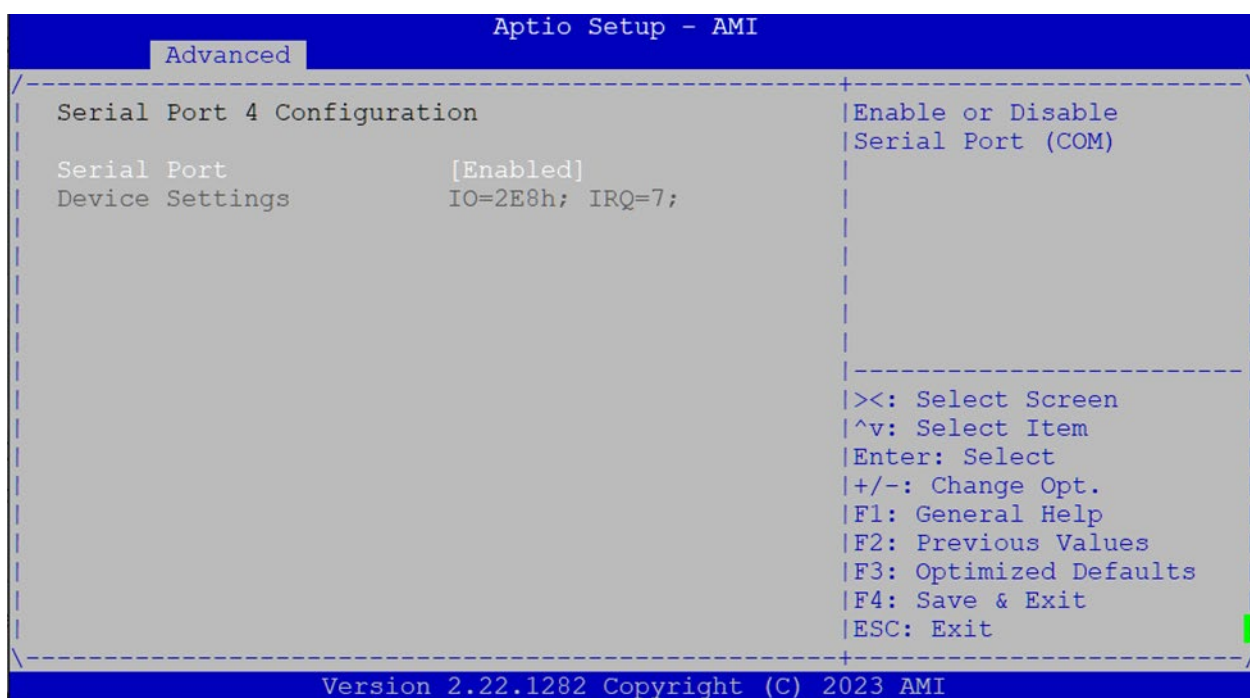 Aptio Setup - AMI
Advanced
Serial Port 4 Configuration
Serial Port [Enabled]
Device Settings IO=2E8h; IRQ=7;
Enable or Disable
Serial Port (COM)
><: Select Screen
^v: Select Item
Enter: Select
+/-: Change Opt.
F1: General Help
F2: Previous Values
F3: Optimized Defaults
F4: Save & Exit
ESC: Exit
Version 2.22.1282 Copyright (C) 2023 AMI